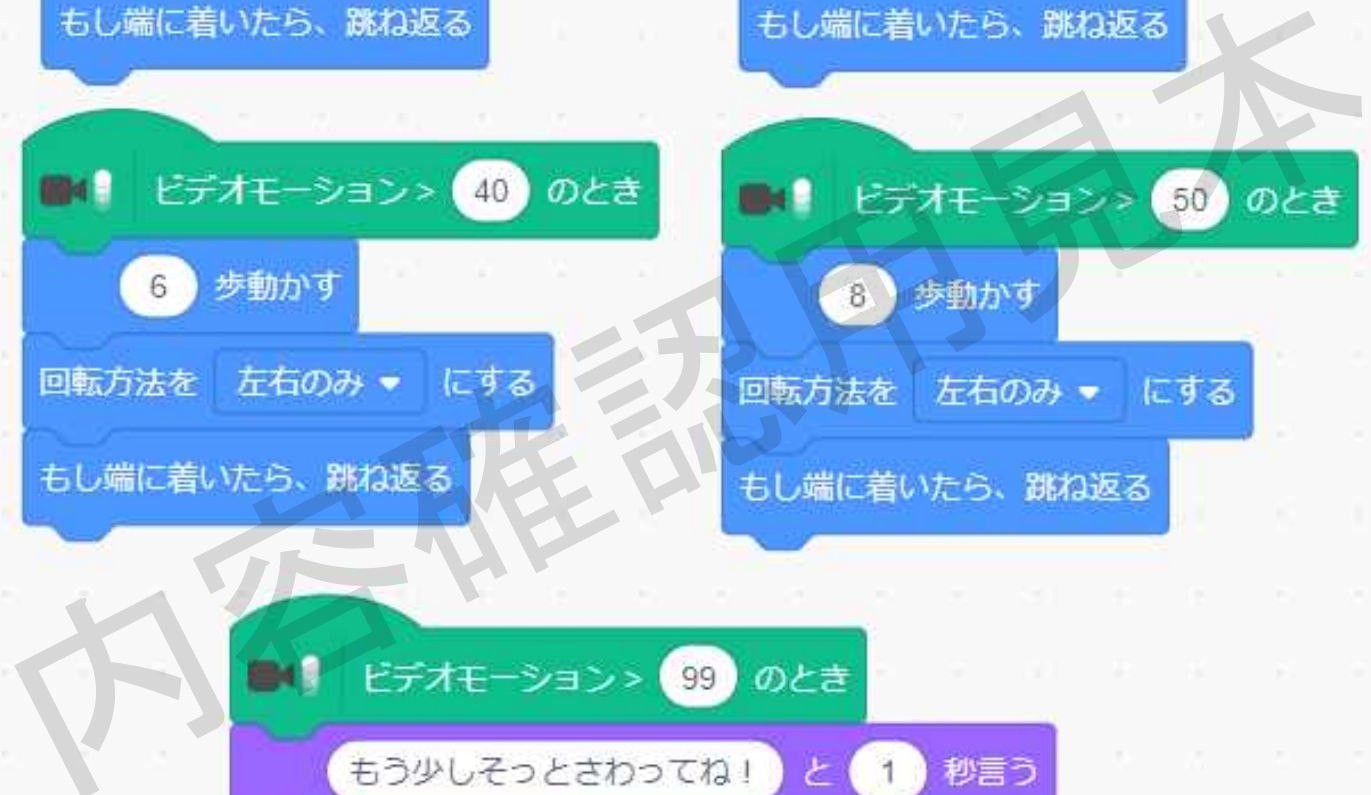 もし端に着いたら、跳ね返る
もし端に着いたら、跳ね返る
ビデオモーション > 40 のとき
6 歩動かす
回転方法を 左右のみ にする
もし端に着いたら、跳ね返る
ビデオモーション > 50 のとき
8 歩動かす
回転方法を 左右のみ にする
もし端に着いたら、跳ね返る
ビデオモーション > 99 のとき
もう少しそっとさわってね！ と 1 秒言う
内容確認用見本